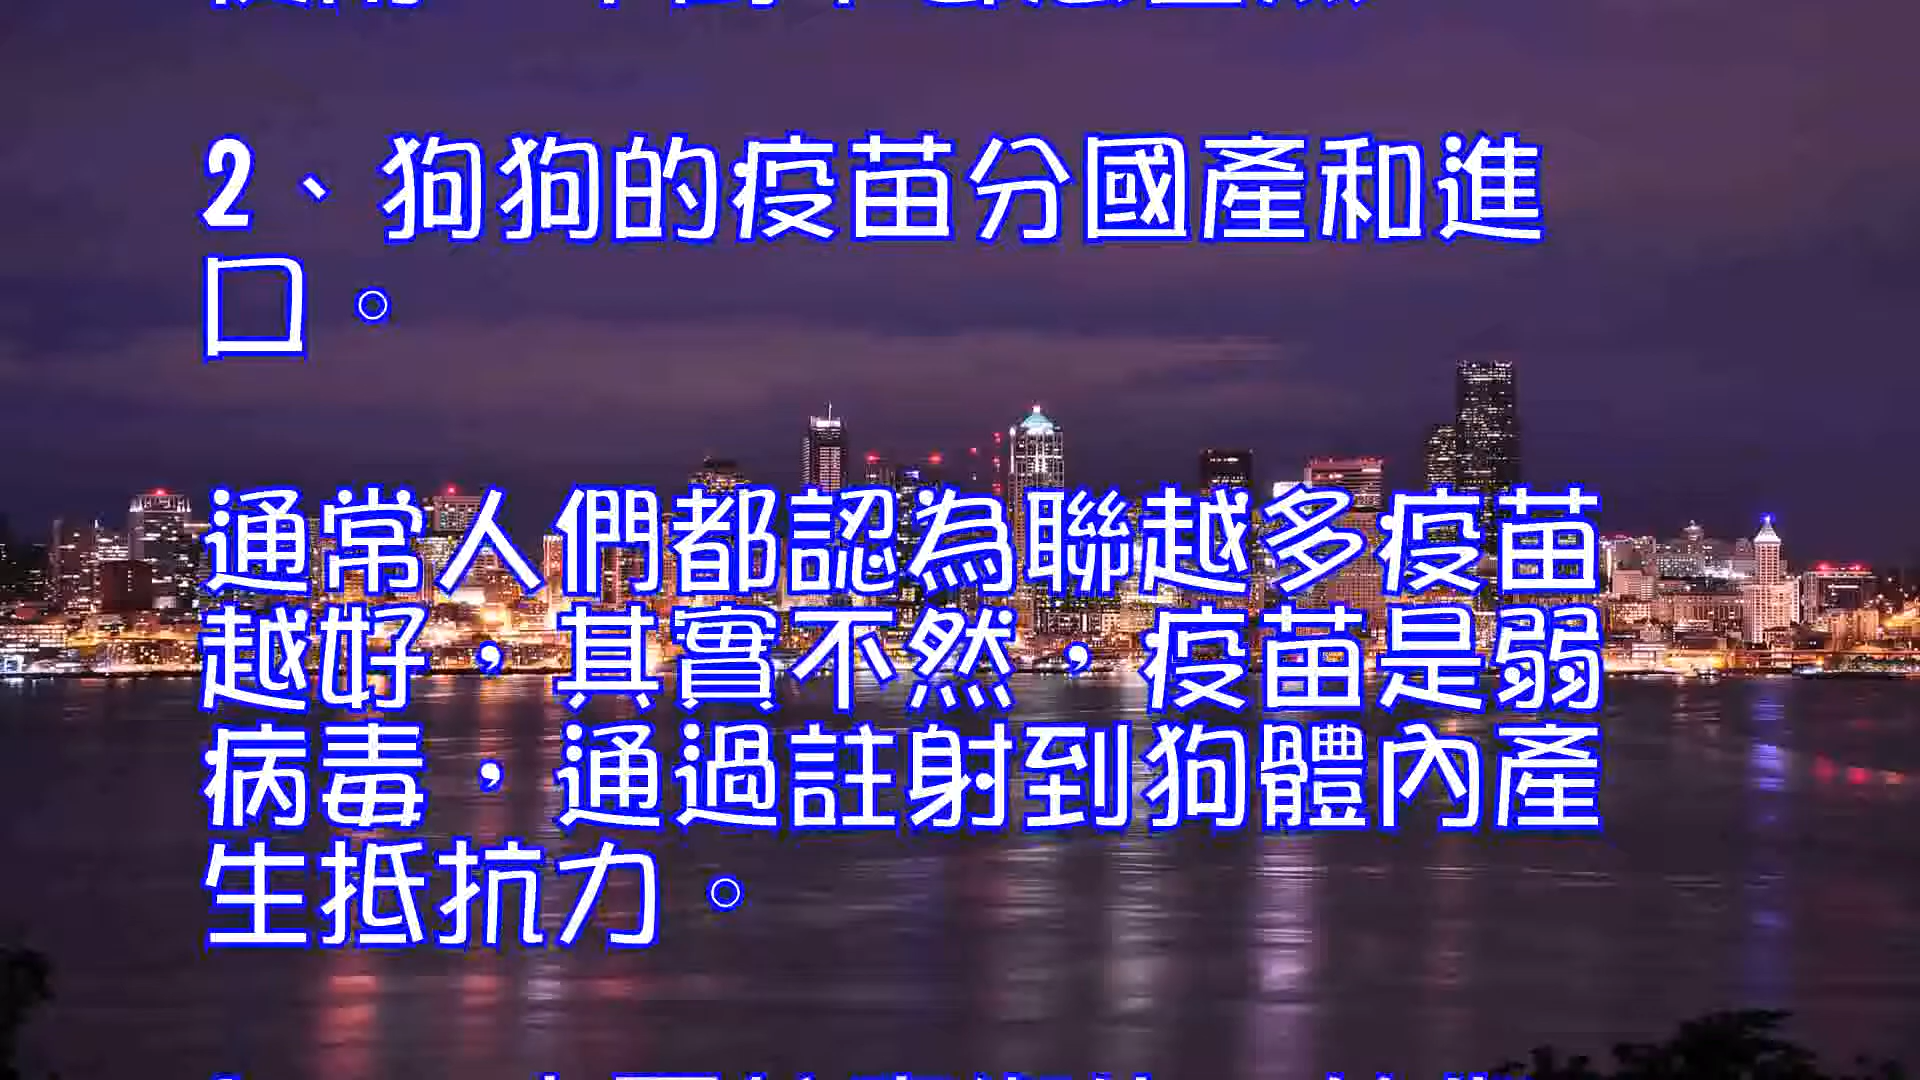 2、狗狗的疫苗分國產和進
口。
通常人們都認為聯越多疫苗
越好，其實不然，疫苗是弱
病毒，通過註射到狗體內產
生抵抗力。